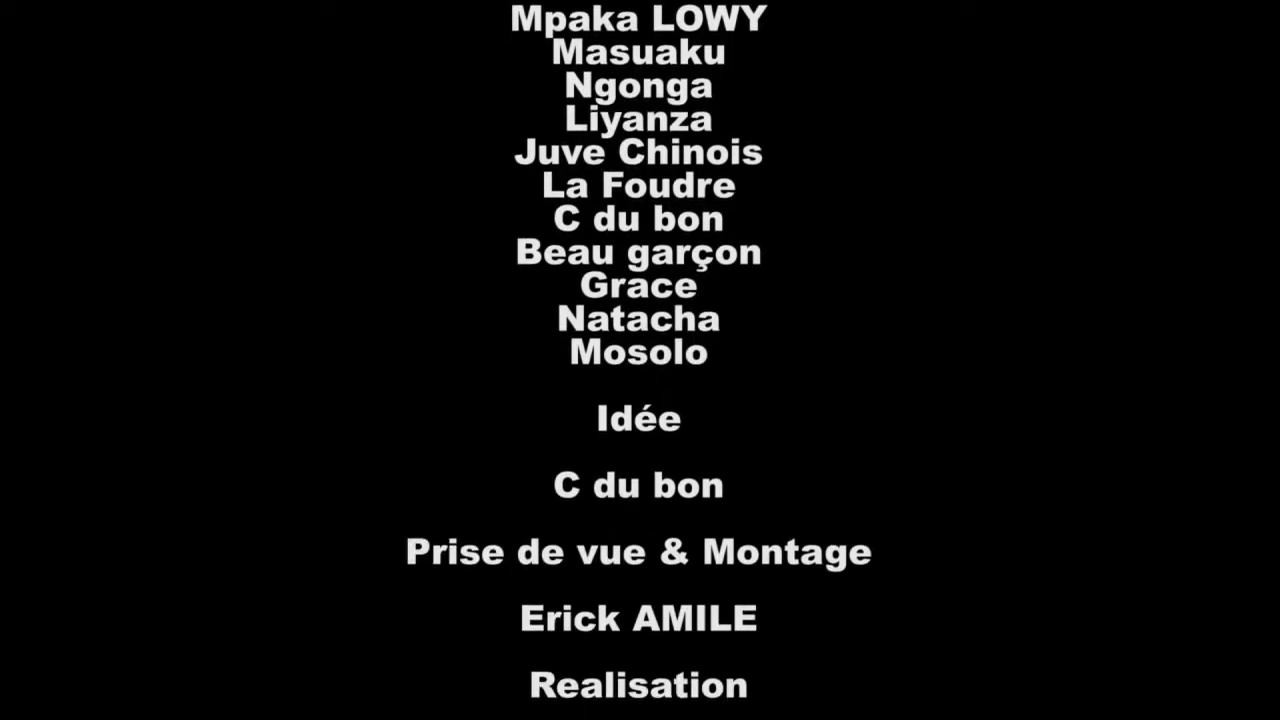 Mpaka LOWY
Masuaku
Ngonga
Liyanza
Juve Chinois
La Foudre
C du bon
Beau garçon
Grace
Natacha
Mosolo
Idée
C du bon
Prise de vue & Montage
Erick AMILE
Realisation